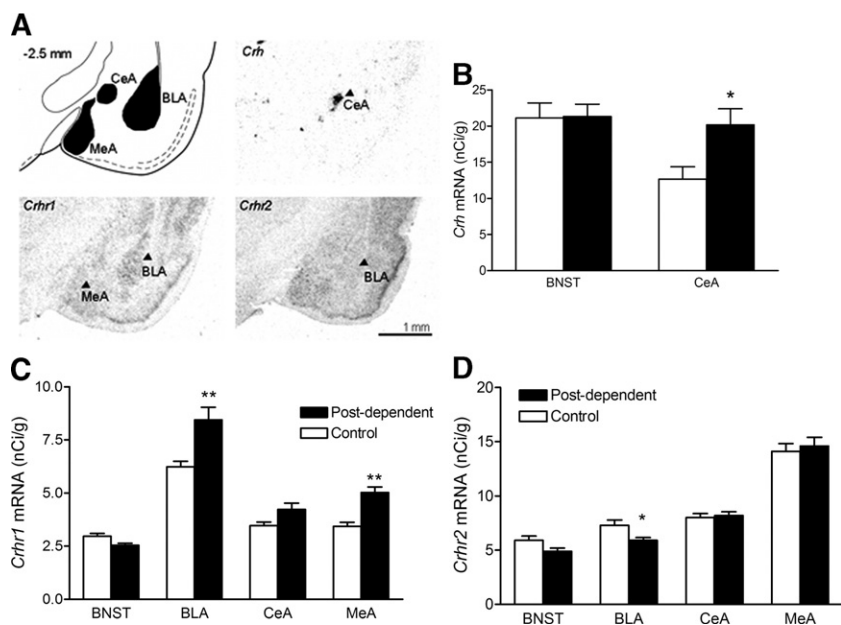 A
-2.5 mm
CeA
BLA
MeA
Crh
CeA
Crhr1
MeA
BLA
Crhr2
BLA
1 mm
B
Crh mRNA (nCi/g)
25
20
15
10
5
0
*
BNST
CeA
C
Crhr1 mRNA (nCi/g)
10.0
7.5
5.0
2.5
0.0
**
**
Post-dependent
Control
BNST
BLA
CeA
MeA
D
Crhr2 mRNA (nCi/g)
20
15
10
5
0
Post-dependent
Control
*
BNST
BLA
CeA
MeA